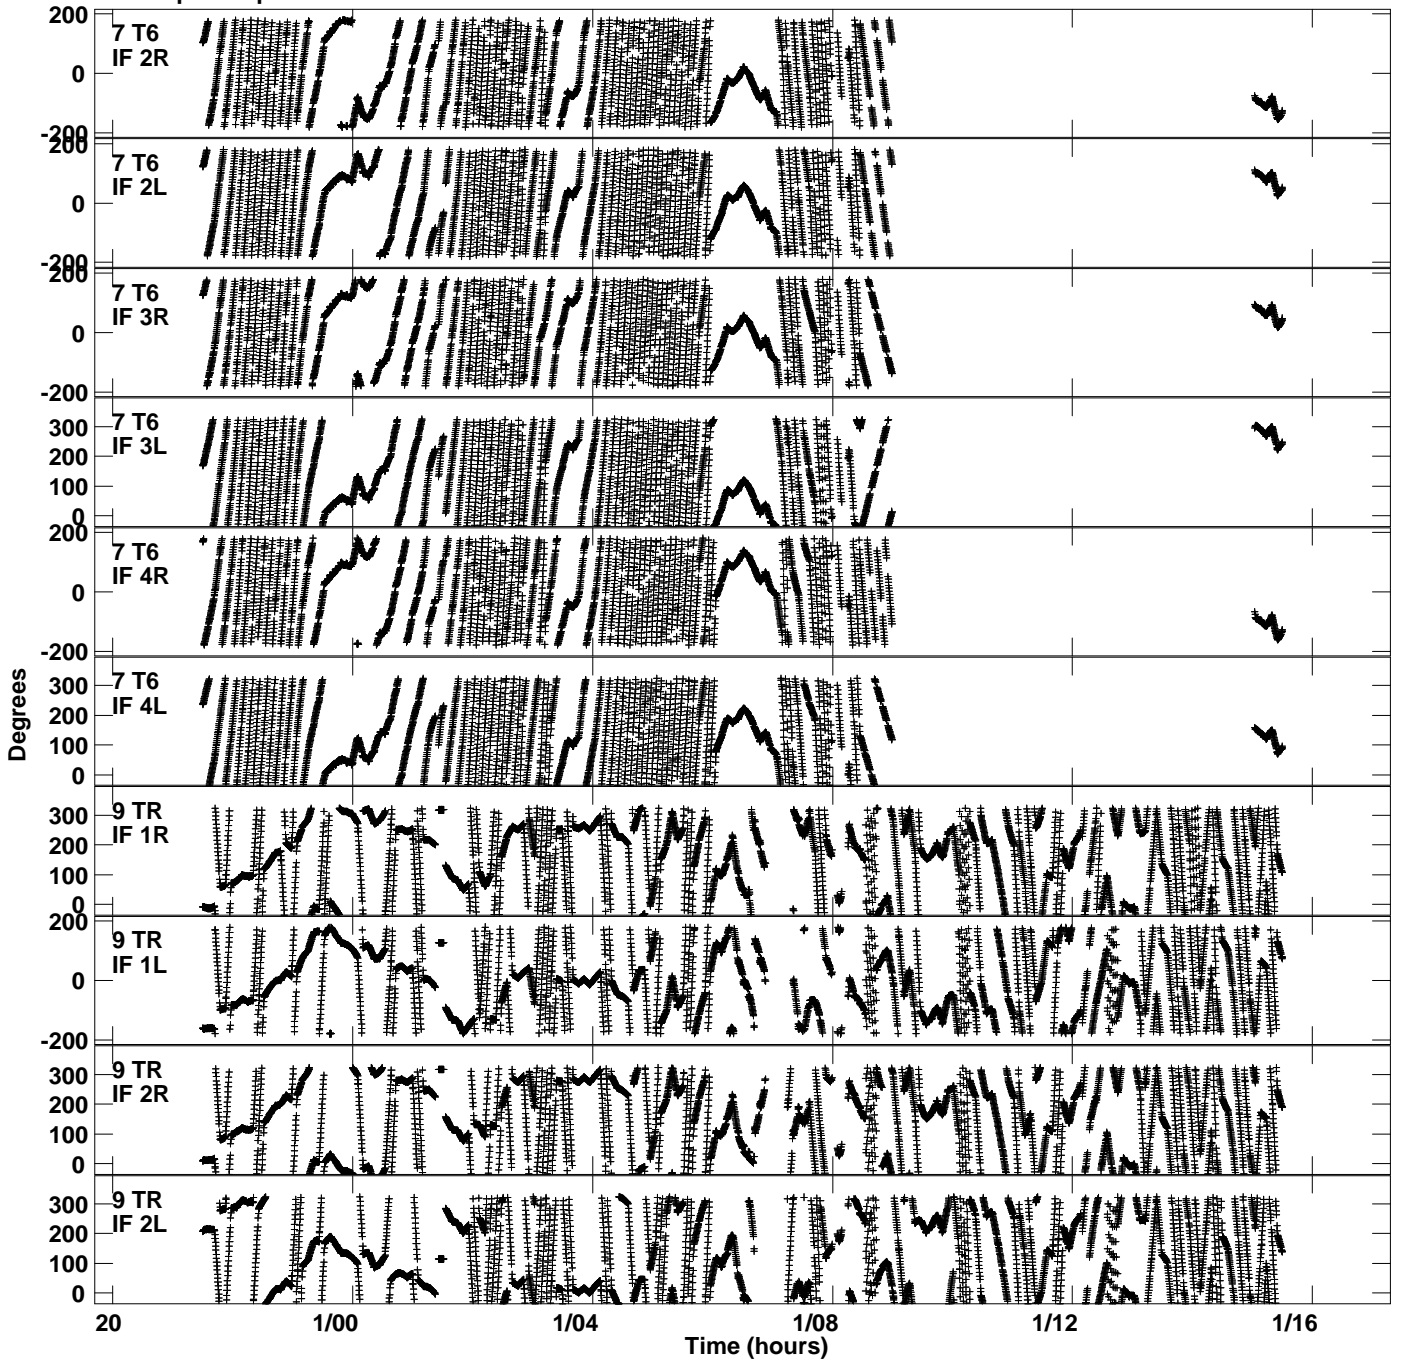 200
7 T6
IF 2R
0
-200
200
7 T6
IF 2L
0
-200
200
7 T6
IF 3R
0
-200
7 T6
300
IF 3L
200
100
0
200
7 T6
IF 4R
0
-200
7 T6
300
IF 4L
200
100
0
Degrees
9 TR
300
IF 1R
200
100
0
200
9 TR
IF 1L
0
-200
9 TR
300
IF 2R
200
100
0
9 TR
300
IF 2L
200
100
0
20 1/00 1/04 1/08 1/12 1/16
Time (hours)